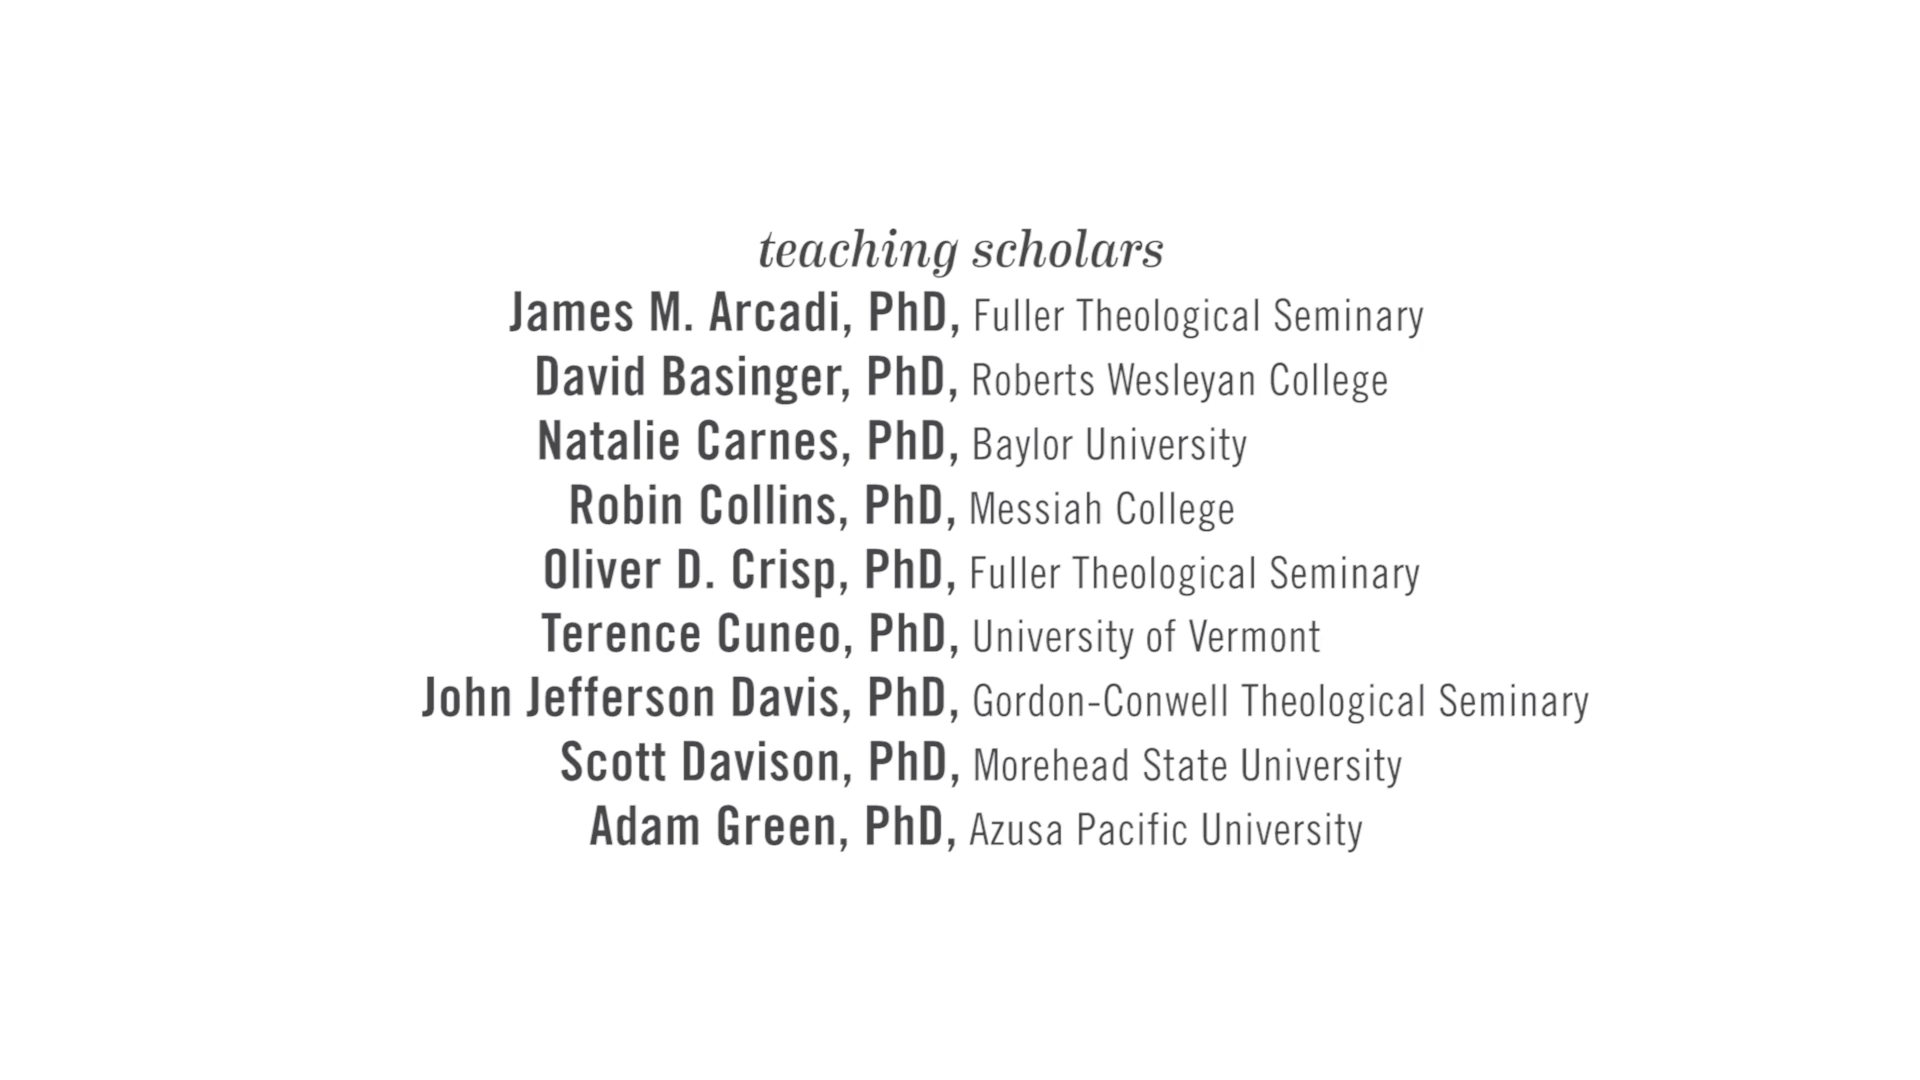 teaching scholars
James M. Arcadi, PhD, Fuller Theological Seminary
David Basinger, PhD, Roberts Wesleyan College
Natalie Carnes, PhD, Baylor University
Robin Collins, PhD, Messiah College
Oliver D. Crisp, PhD, Fuller Theological Seminary
Terence Cuneo, PhD, University of Vermont
John Jefferson Davis, PhD, Gordon-Conwell Theological Seminary
Scott Davison, PhD, Morehead State University
Adam Green, PhD, Azusa Pacific University